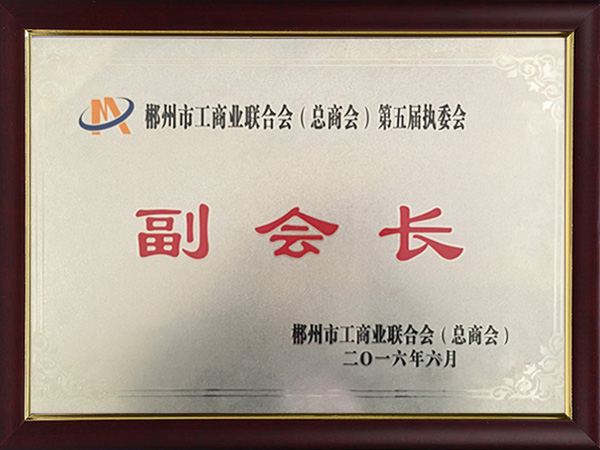 郴州市工商业联合会（总商会）第五届执委会
副会长
郴州市工商业联合会（总商会）
二〇一六年六月